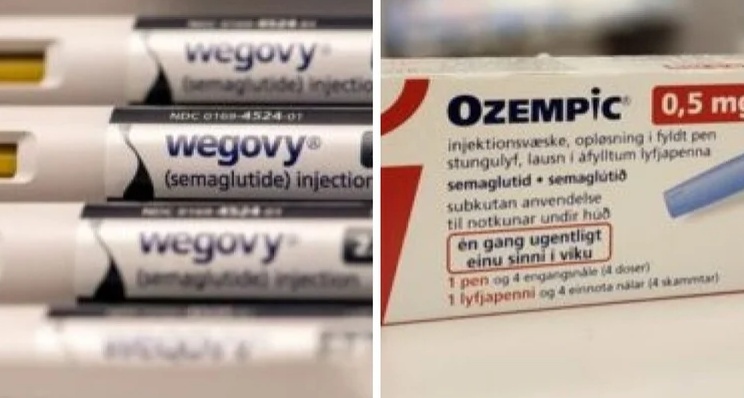 wegovy®
(semaglutide) injectio
NDC 0169-4524-01
wegovy®
(semaglutide) injection
wegovy
(semaglutide) injection
OZEMPIC® 0,5 mg
injektionsvæske, opløsning i fyldt pen
stungulyf, lausn í áfylltum lyfjapenna
semaglutid • semaglútíð
subkutan anvendelse
til notkunar undir húð
én gang ugentligt
einu sinni í viku
1 pen og 4 engangsnåle (4 doser)
1 lyfjapenni og 4 einnota nálar (4 skammtar)